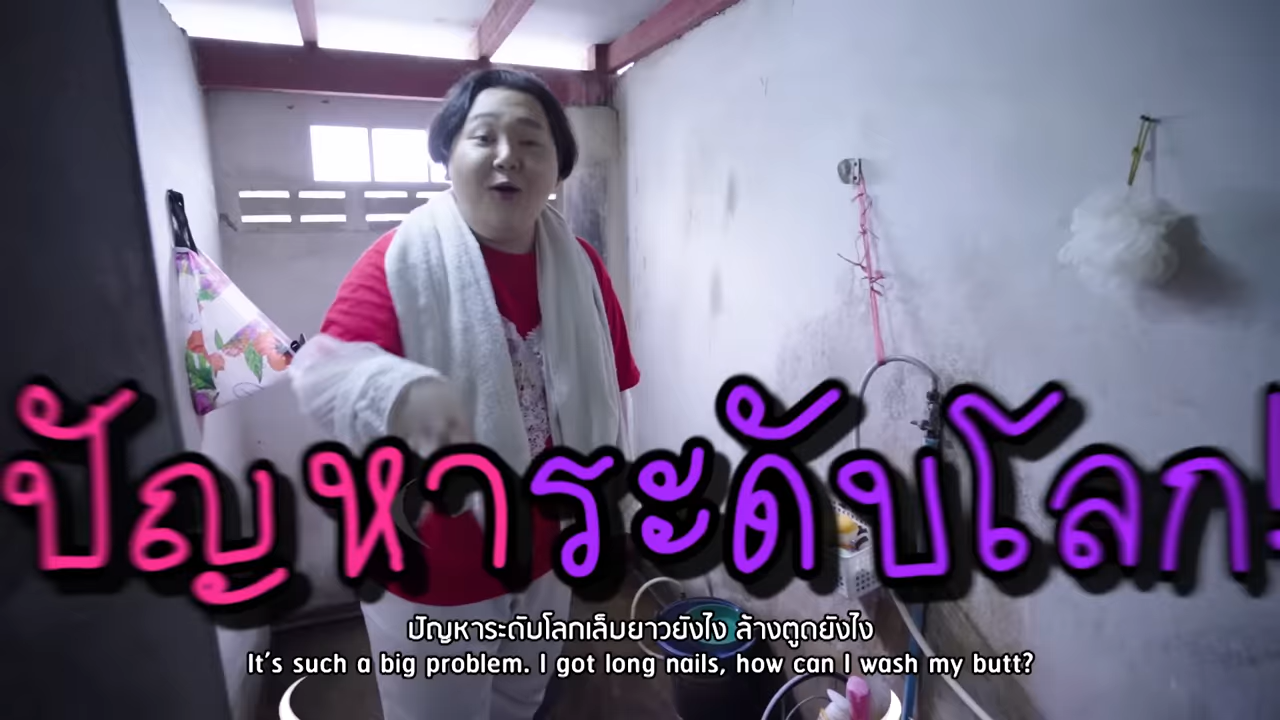 ปัญหาระดับโลก!
ปัญหาระดับโลกเล็บยาวยังไง ล้างตูดยังไง
It's such a big problem. I got long nails, how can I wash my butt?